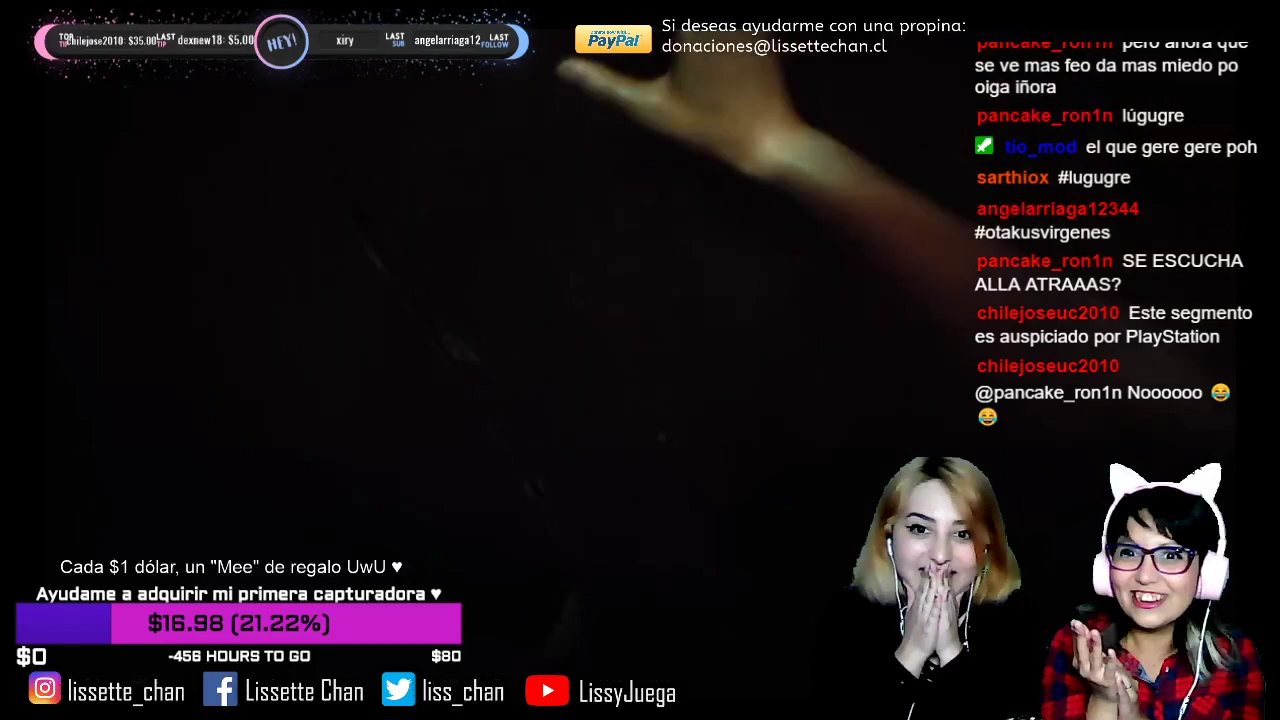 TOP TIP chilejose2010: $35.00 LAST TIP dexnew18: $5.00 HEY! xiry LAST SUB angelarriaga12 LAST FOLLOW
Donate now with...
PayPal
Si deseas ayudarme con una propina:
donaciones@lissettechan.cl
pancake_ron1n pero ahora que
se ve mas feo da mas miedo po
oiga iñora
pancake_ron1n lúgugre
tio_mod el que gere gere poh
sarthiox #lugugre
angelarriaga12344
#otakusvirgenes
pancake_ron1n SE ESCUCHA
ALLA ATRAAAS?
chilejoseuc2010 Este segmento
es auspiciado por PlayStation
chilejoseuc2010
@pancake_ron1n Noooooo 😂
😂
Cada $1 dólar, un "Mee" de regalo UwU ♥
Ayudame a adquirir mi primera capturadora ♥
$16.98 (21.22%)
$0 -456 HOURS TO GO $80
lissette_chan Lissette Chan liss_chan LissyJuega